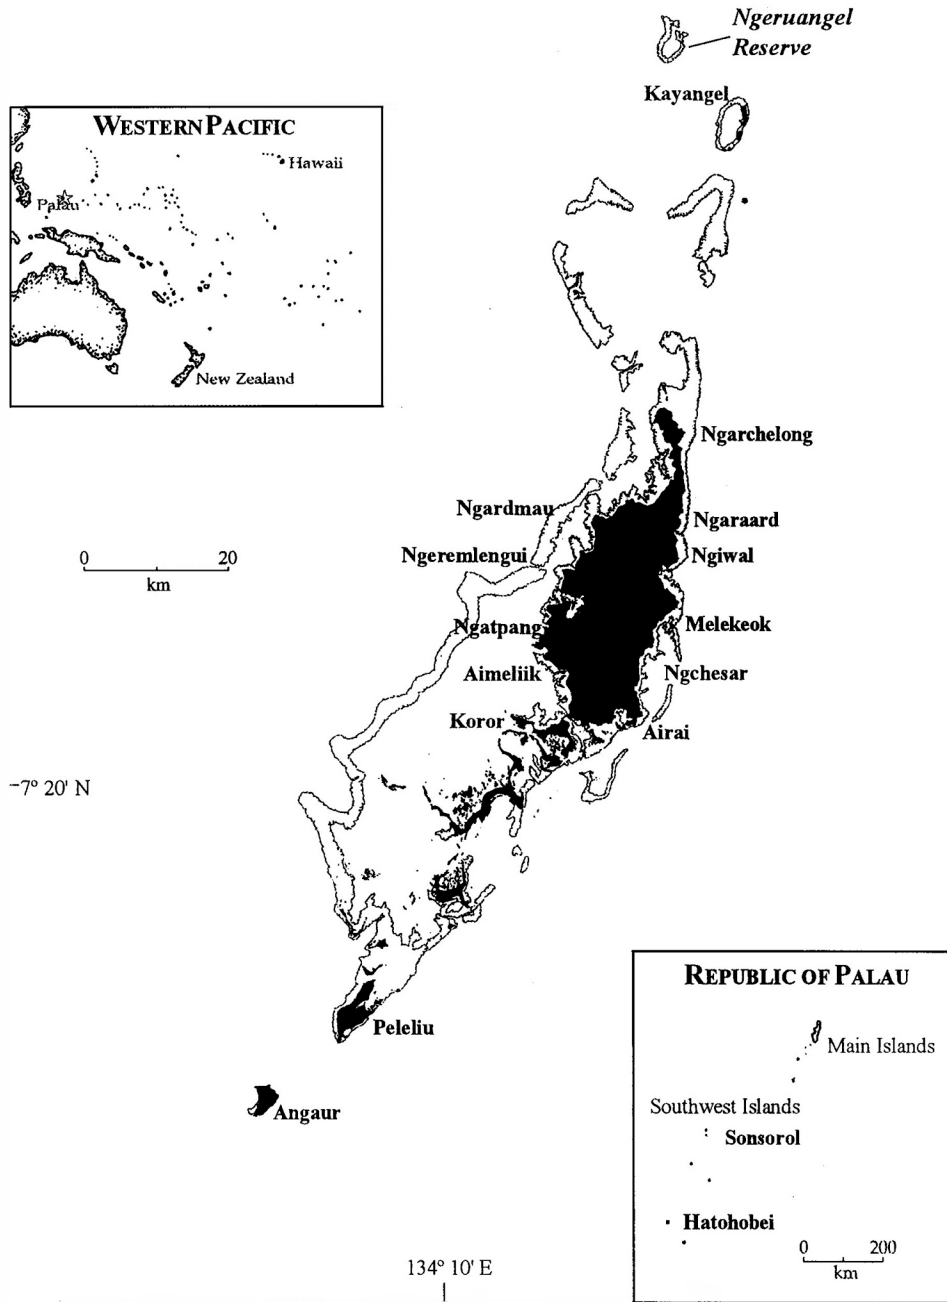 Ngeruangel
Reserve
Kayangel
WESTERN PACIFIC
Hawaii
Palau
New Zealand
Ngarchelong
Ngardmau
Ngaraard
0 20
km
Ngeremlengui
Ngiwal
Ngatpang
Melekeok
Aimeliik
Ngchesar
Koror
Airai
7° 20' N
Peleliu
Angaur
REPUBLIC OF PALAU
Main Islands
Southwest Islands
Sonsorol
Hatohobei
0 200
km
134° 10' E